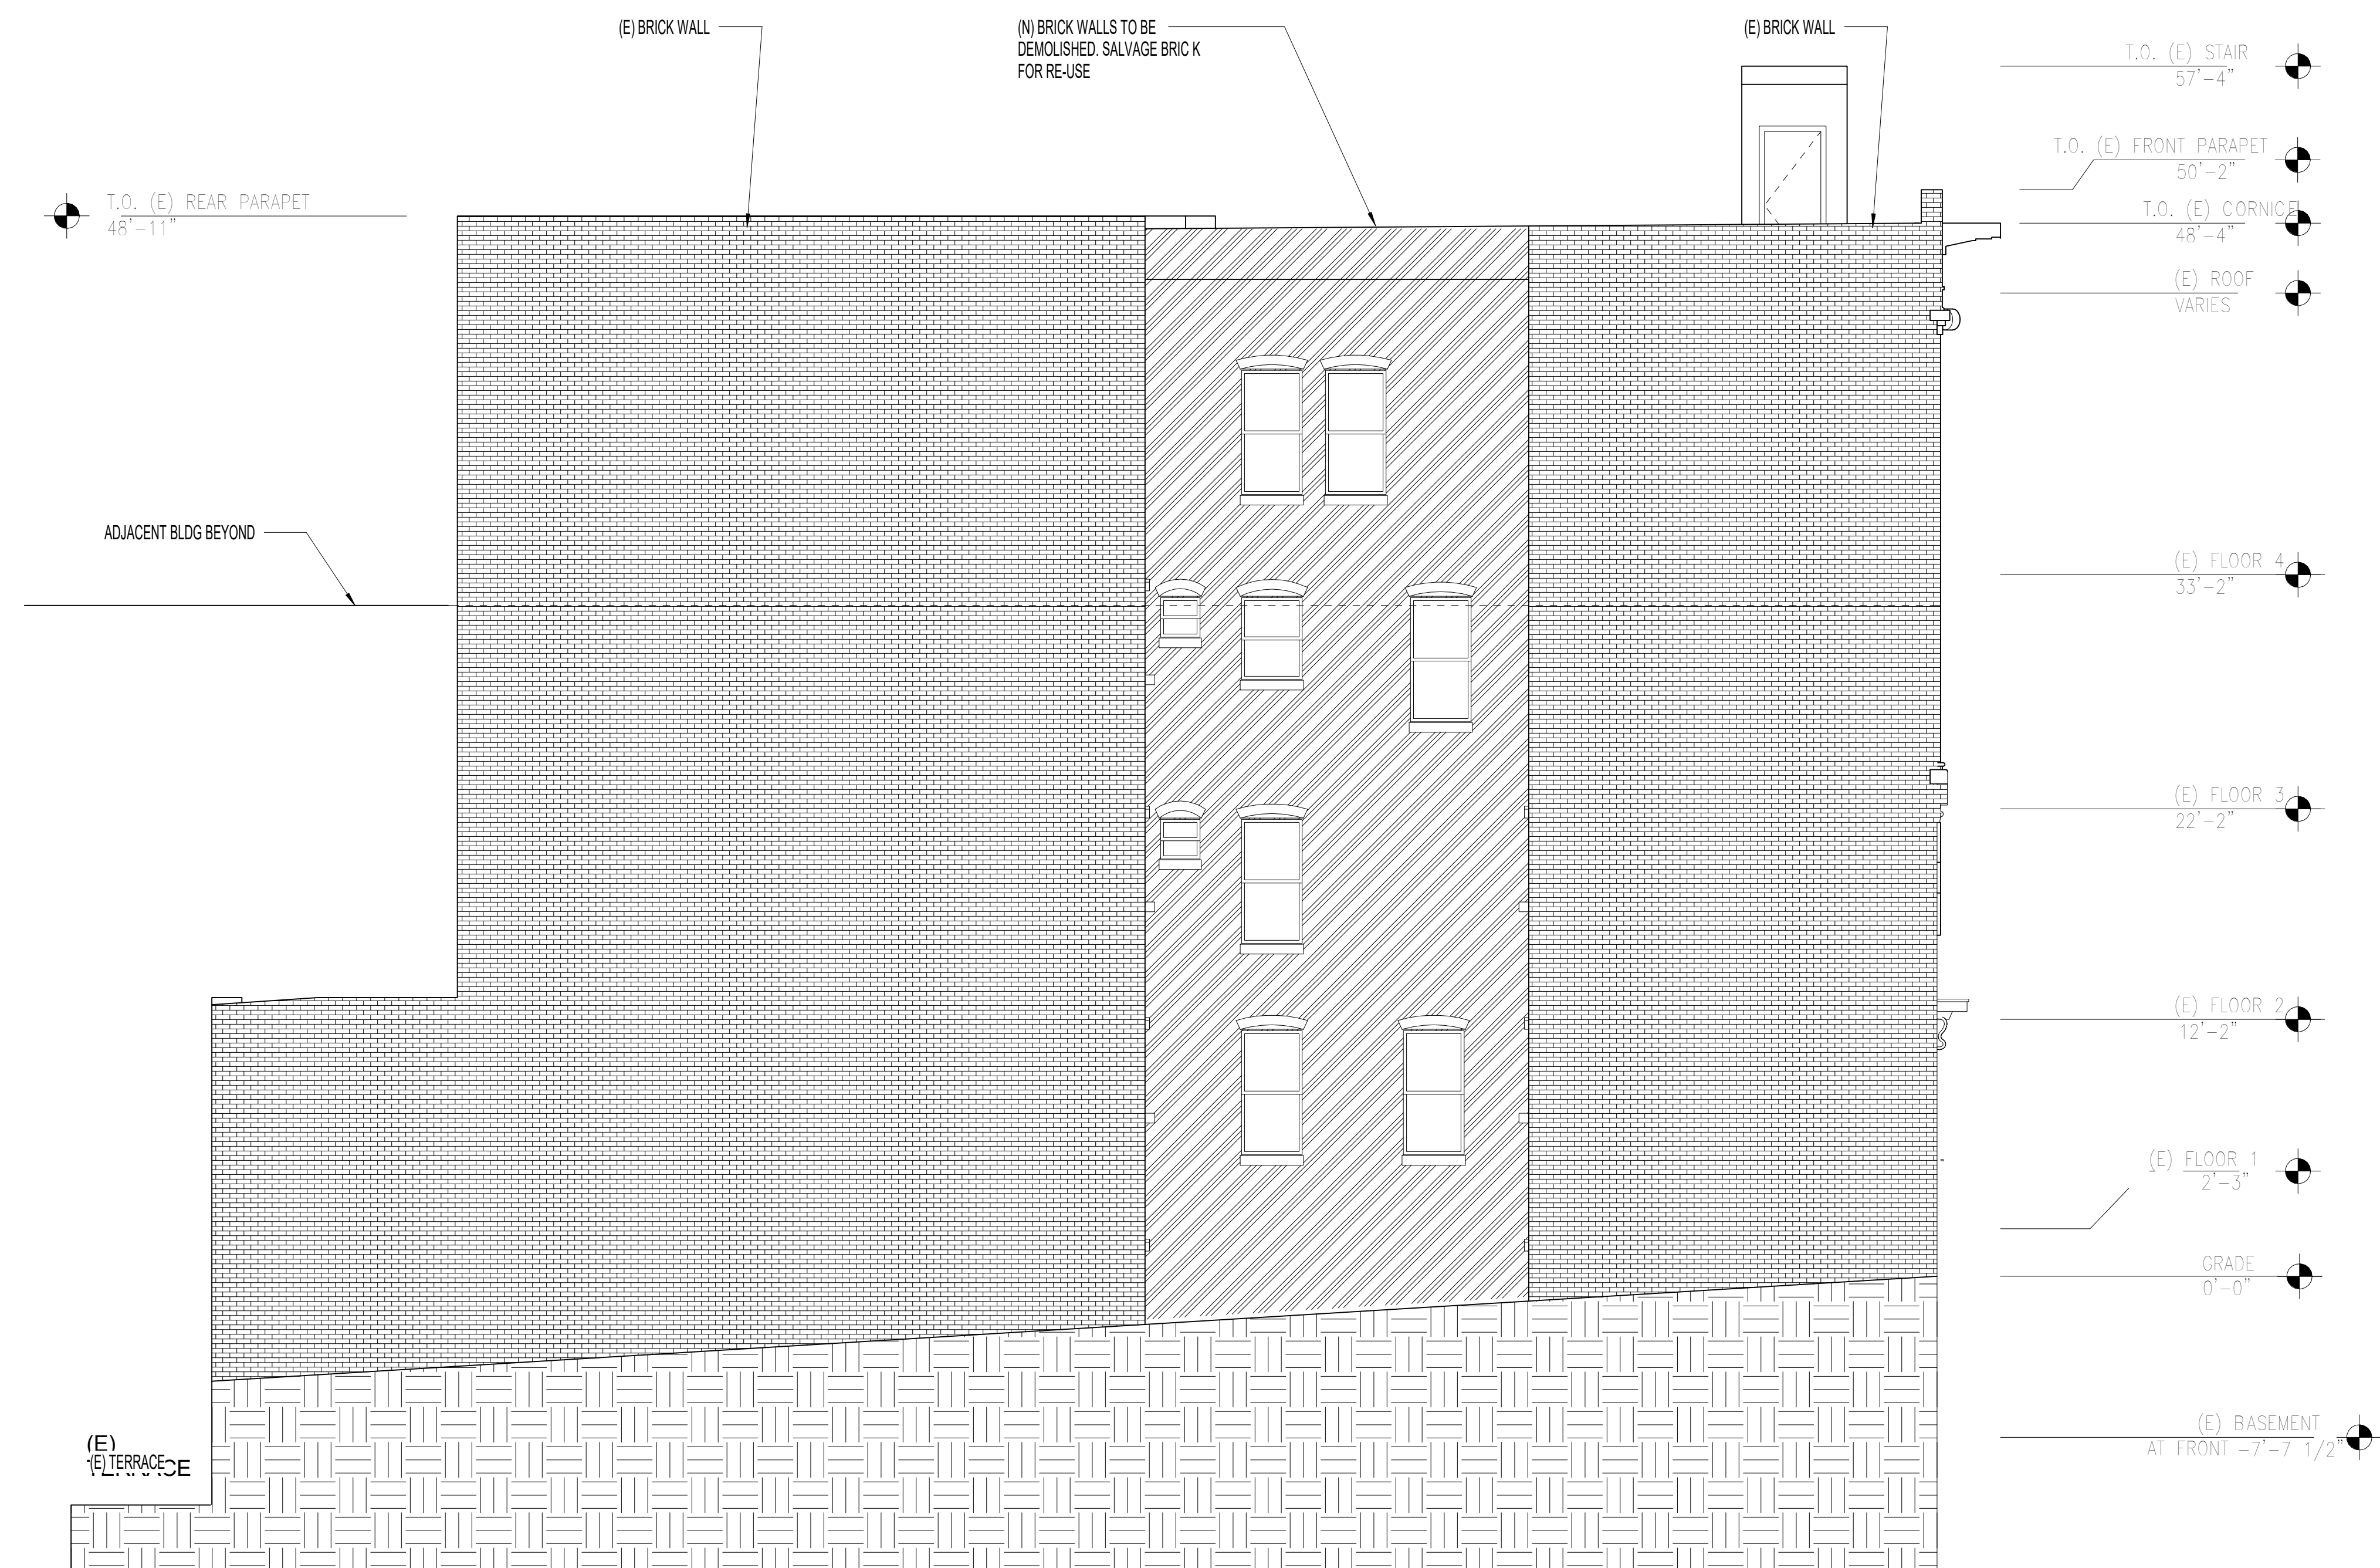 (E) BRICK WALL
(N) BRICK WALLS TO BE
DEMOLISHED. SALVAGE BRIC K
FOR RE-USE
(E) BRICK WALL
T.O. (E) STAIR
57'-4"
T.O. (E) FRONT PARAPET
50'-2"
T.O. (E) REAR PARAPET
48'-11"
T.O. (E) CORNICE
48'-4"
(E) ROOF
VARIES
ADJACENT BLDG BEYOND
(E) FLOOR 4
33'-2"
(E) FLOOR 3
22'-2"
(E) FLOOR 2
12'-2"
(E) FLOOR 1
2'-3"
GRADE
0'-0"
(E) BASEMENT
AT FRONT -7'-7 1/2"
(E)
TERRACE
(E) TERRACE